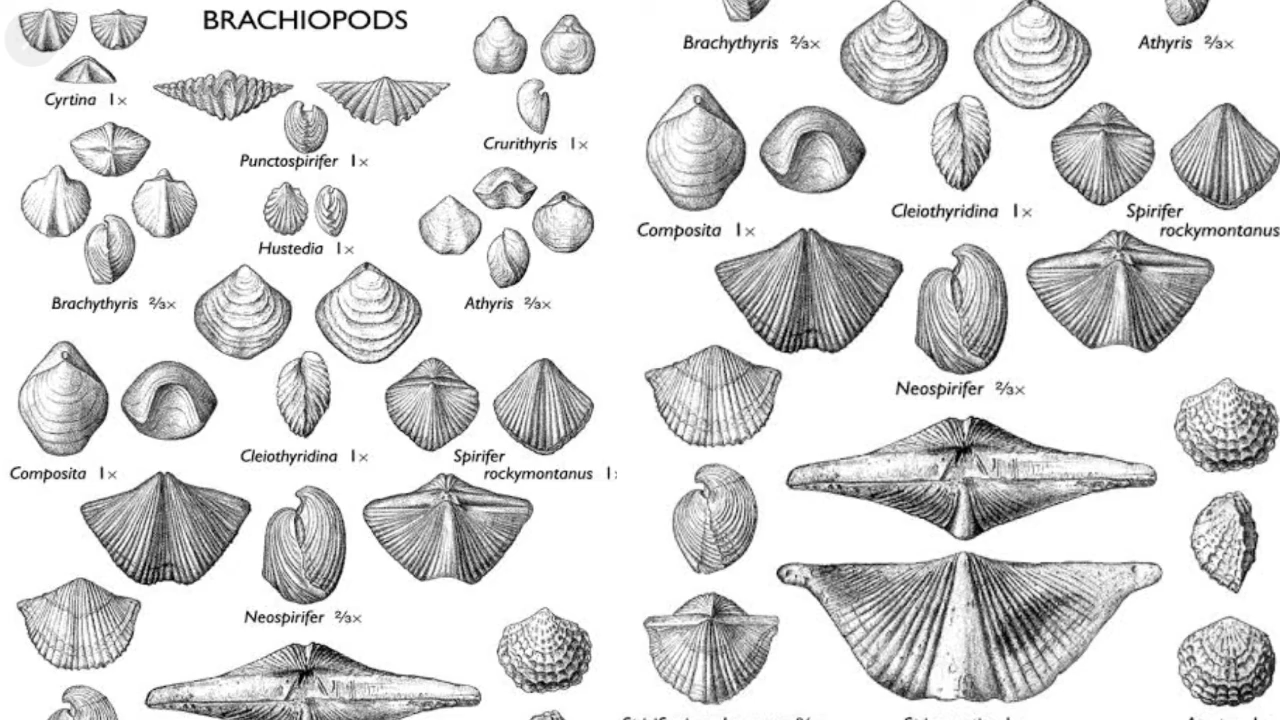 BRACHIOPODS
Cyrtina 1×
Punctospirifer 1×
Crurithyris 1×
Hustedia 1×
Brachythyris ⅔×
Athyris ⅔×
Composita 1×
Cleiothyridina 1×
Spirifer
rockymontanus 1
Neospirifer ⅔×
Brachythyris ⅔×
Athyris ⅔×
Composita 1×
Cleiothyridina 1×
Spirifer
rockymontanus
Neospirifer ⅔×